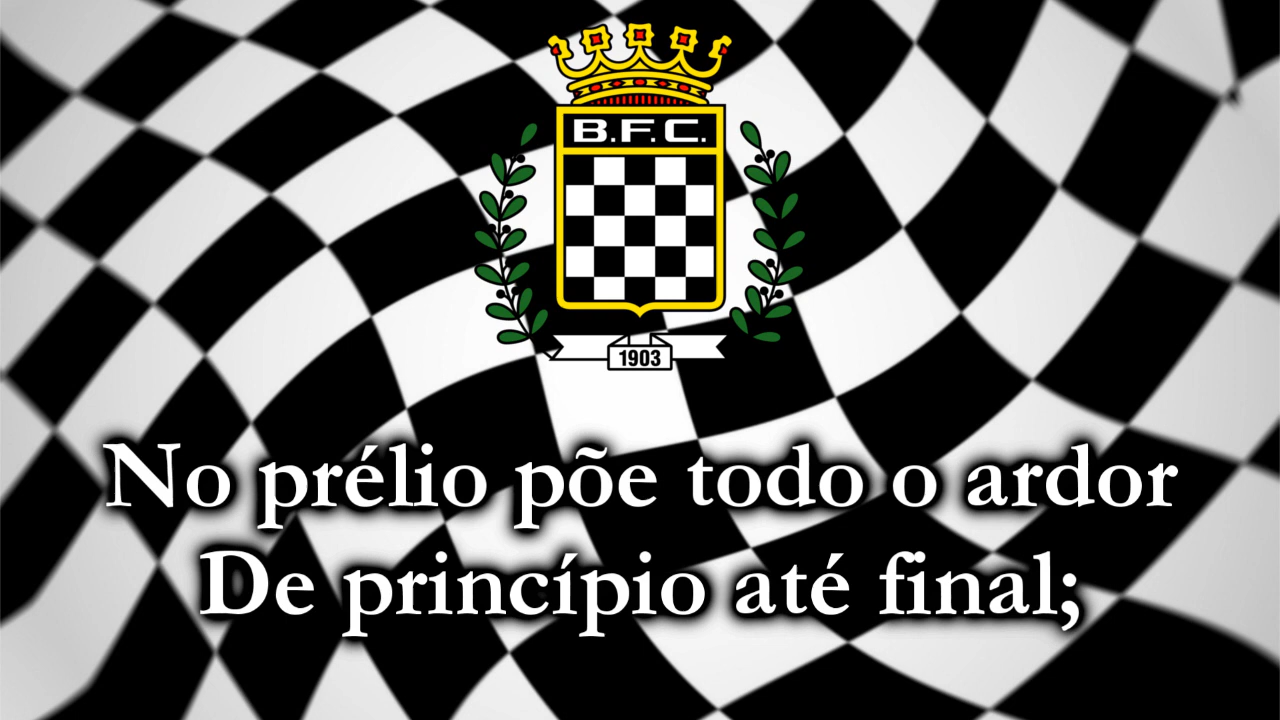 B.F.C.
1903
No prélio põe todo o ardor
De princípio até final;